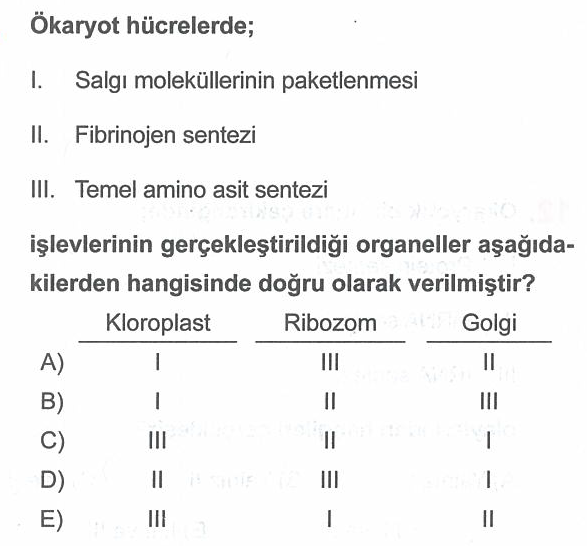 Ökaryot hücrelerde;
I. Salgı moleküllerinin paketlenmesi
II. Fibrinojen sentezi
III. Temel amino asit sentezi
işlevlerinin gerçekleştirildiği organeller aşağıda-
kilerden hangisinde doğru olarak verilmiştir?
Kloroplast Ribozom Golgi
A) I III II
B) I II III
C) III II I
D) II III I
E) III I II